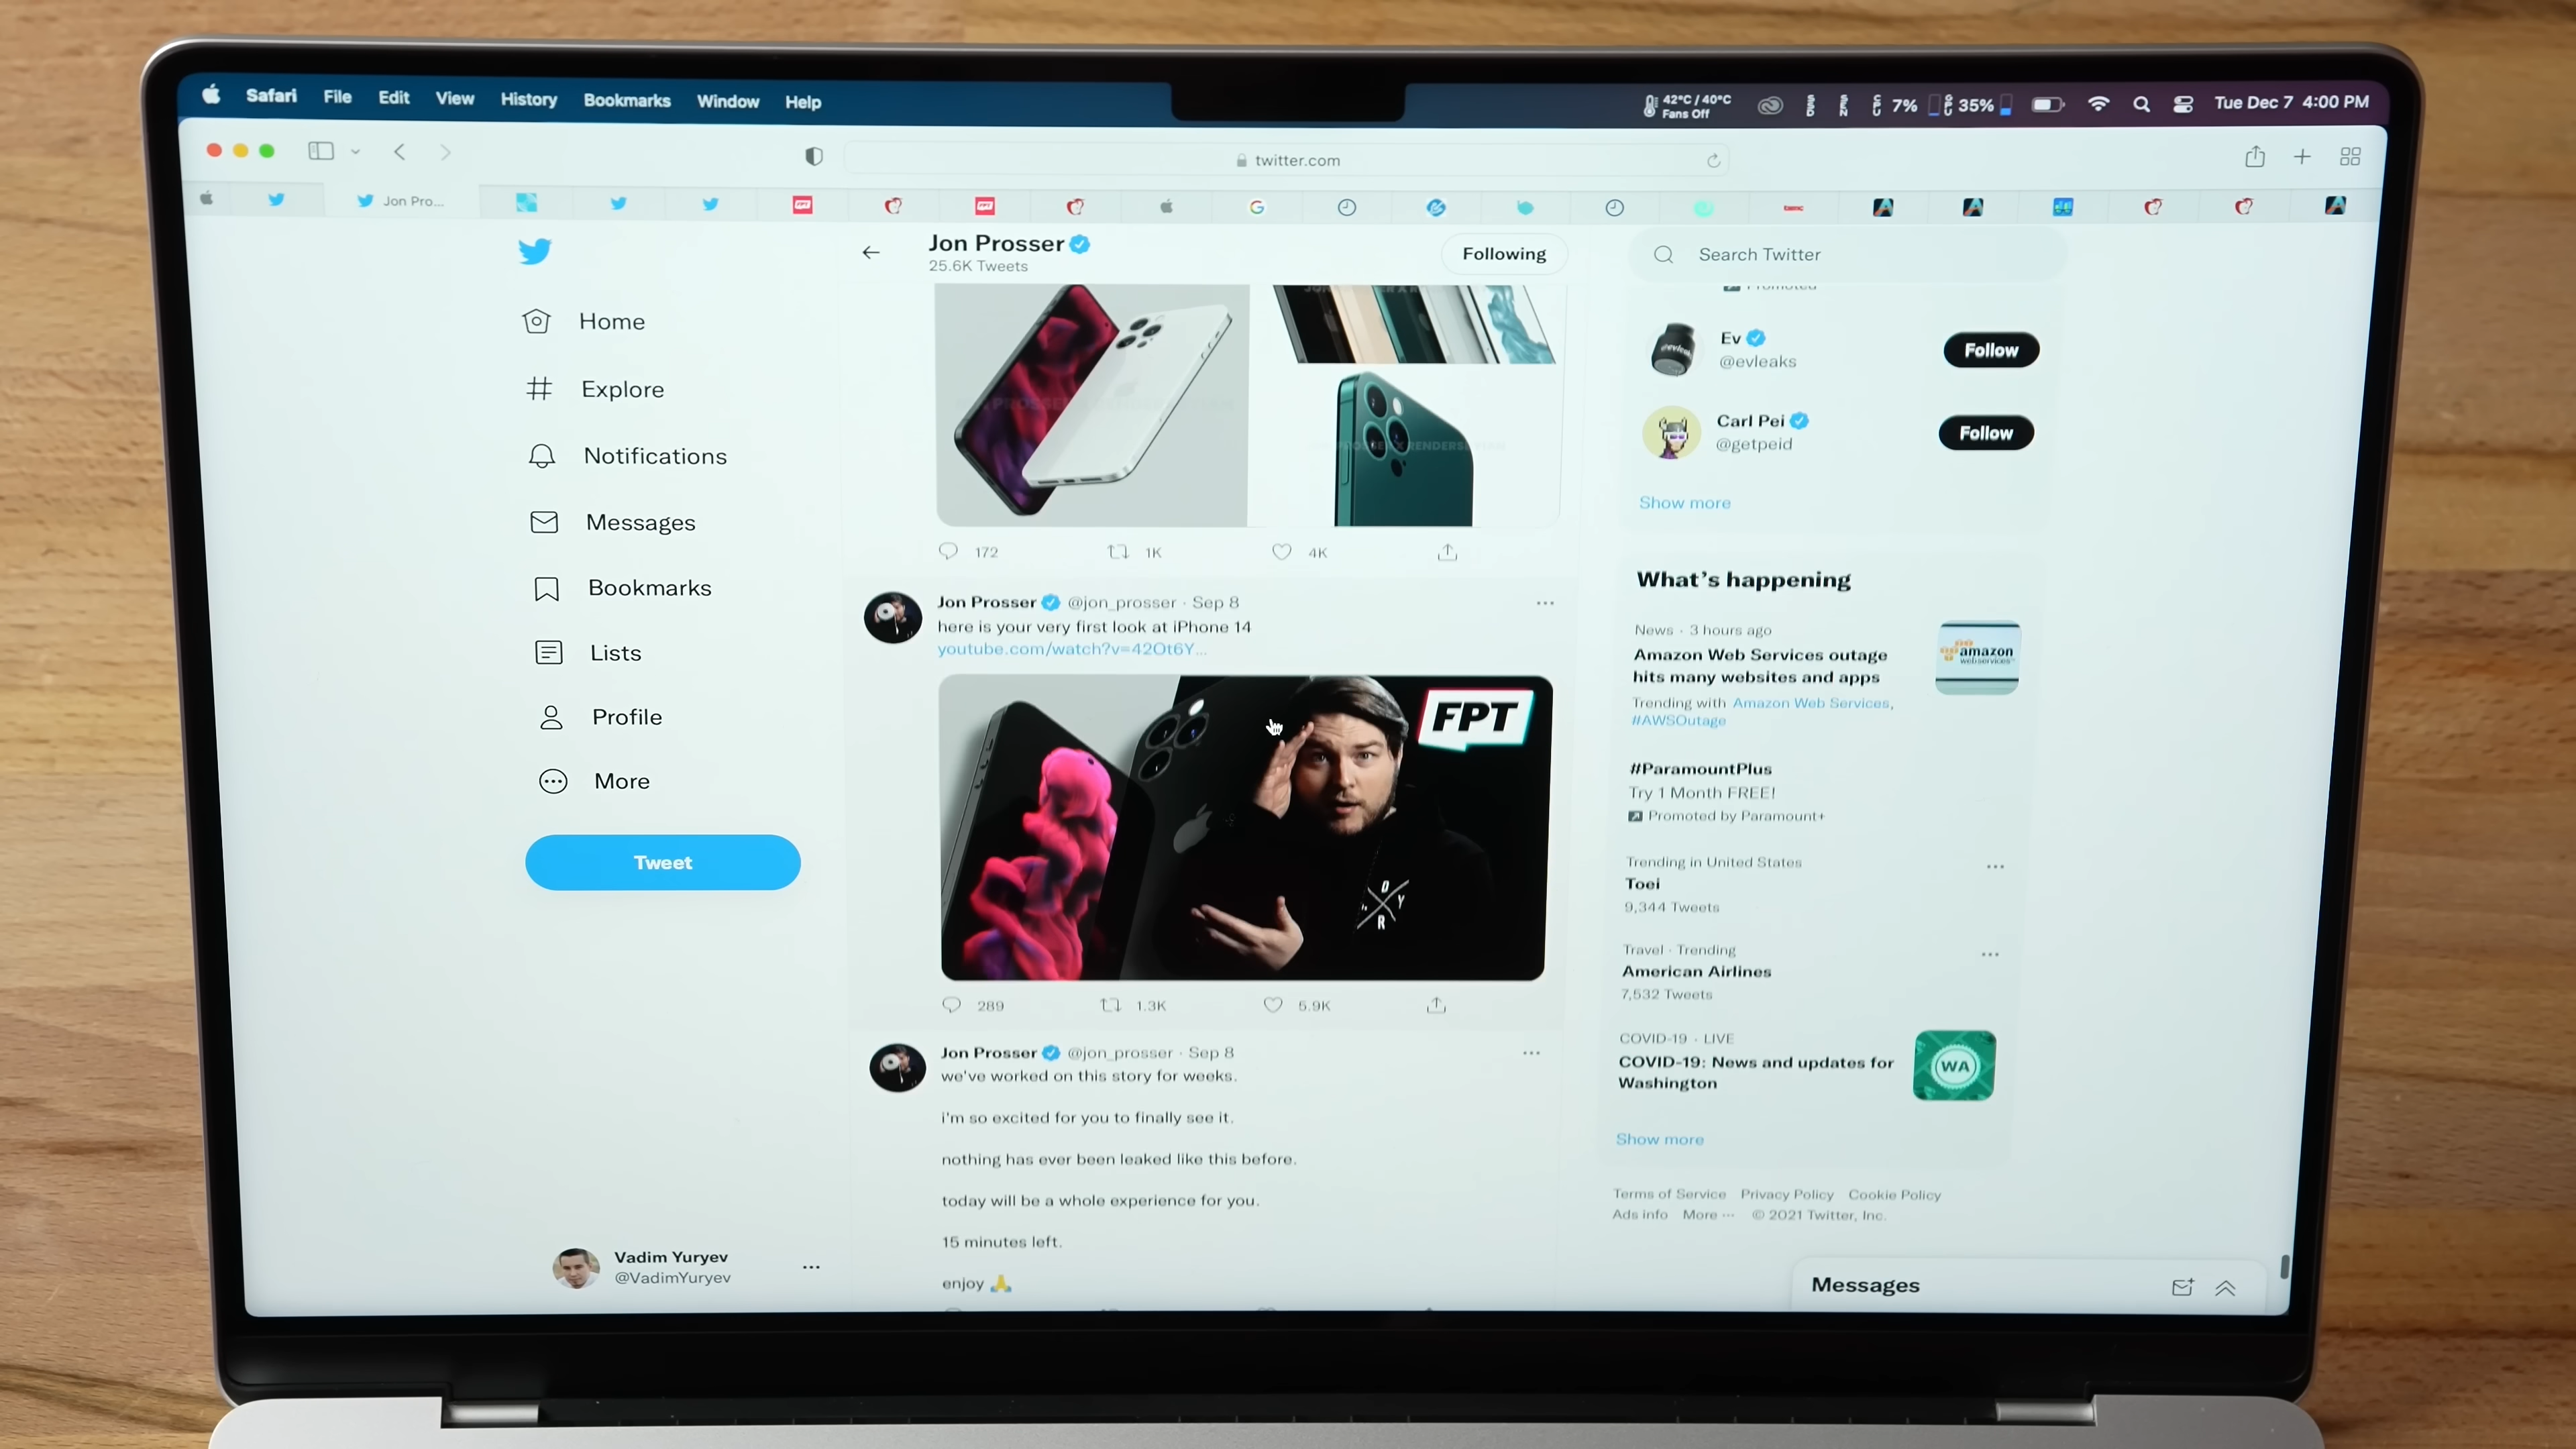 Safari File Edit View History Bookmarks Window Help
42°C / 40°C
Fans Off
SSD
SEN
CPU 7%
GPU 35%
Tue Dec 7 4:00 PM
twitter.com
Jon Pro...
Jon Prosser
25.6K Tweets
Following
Search Twitter
Home
Explore
Notifications
Messages
Bookmarks
Lists
Profile
More
Tweet
Vadim Yuryev
@VadimYuryev
172 1K 4K
Jon Prosser @jon_prosser · Sep 8
here is your very first look at iPhone 14
youtube.com/watch?v=42Ot6Y...
FPT
289 1.3K 5.9K
Jon Prosser @jon_prosser · Sep 8
we've worked on this story for weeks.
i'm so excited for you to finally see it.
nothing has ever been leaked like this before.
today will be a whole experience for you.
15 minutes left.
enjoy 🙏
Promoted
Ev
@evleaks
Follow
Carl Pei
@getpeid
Follow
Show more
What's happening
News · 3 hours ago
Amazon Web Services outage
hits many websites and apps
Trending with Amazon Web Services,
#AWSOutage
amazon
webservices
#ParamountPlus
Try 1 Month FREE!
Promoted by Paramount+
Trending in United States
Toei
9,344 Tweets
Travel · Trending
American Airlines
7,532 Tweets
COVID-19 · LIVE
COVID-19: News and updates for
Washington
WA
Show more
Terms of Service Privacy Policy Cookie Policy
Ads info More ··· © 2021 Twitter, Inc.
Messages